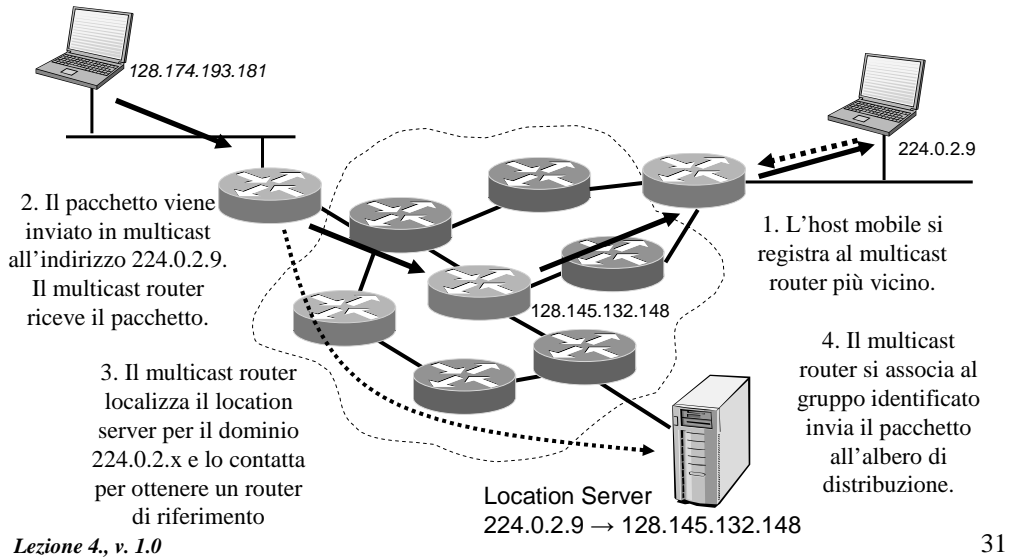 128.174.193.181
224.0.2.9
2. Il pacchetto viene
inviato in multicast
all'indirizzo 224.0.2.9.
Il multicast router
riceve il pacchetto.
1. L'host mobile si
registra al multicast
router più vicino.
128.145.132.148
3. Il multicast router
localizza il location
server per il dominio
224.0.2.x e lo contatta
per ottenere un router
di riferimento
4. Il multicast
router si associa al
gruppo identificato
invia il pacchetto
all'albero di
distribuzione.
Location Server
224.0.2.9 → 128.145.132.148
Lezione 4., v. 1.0
31